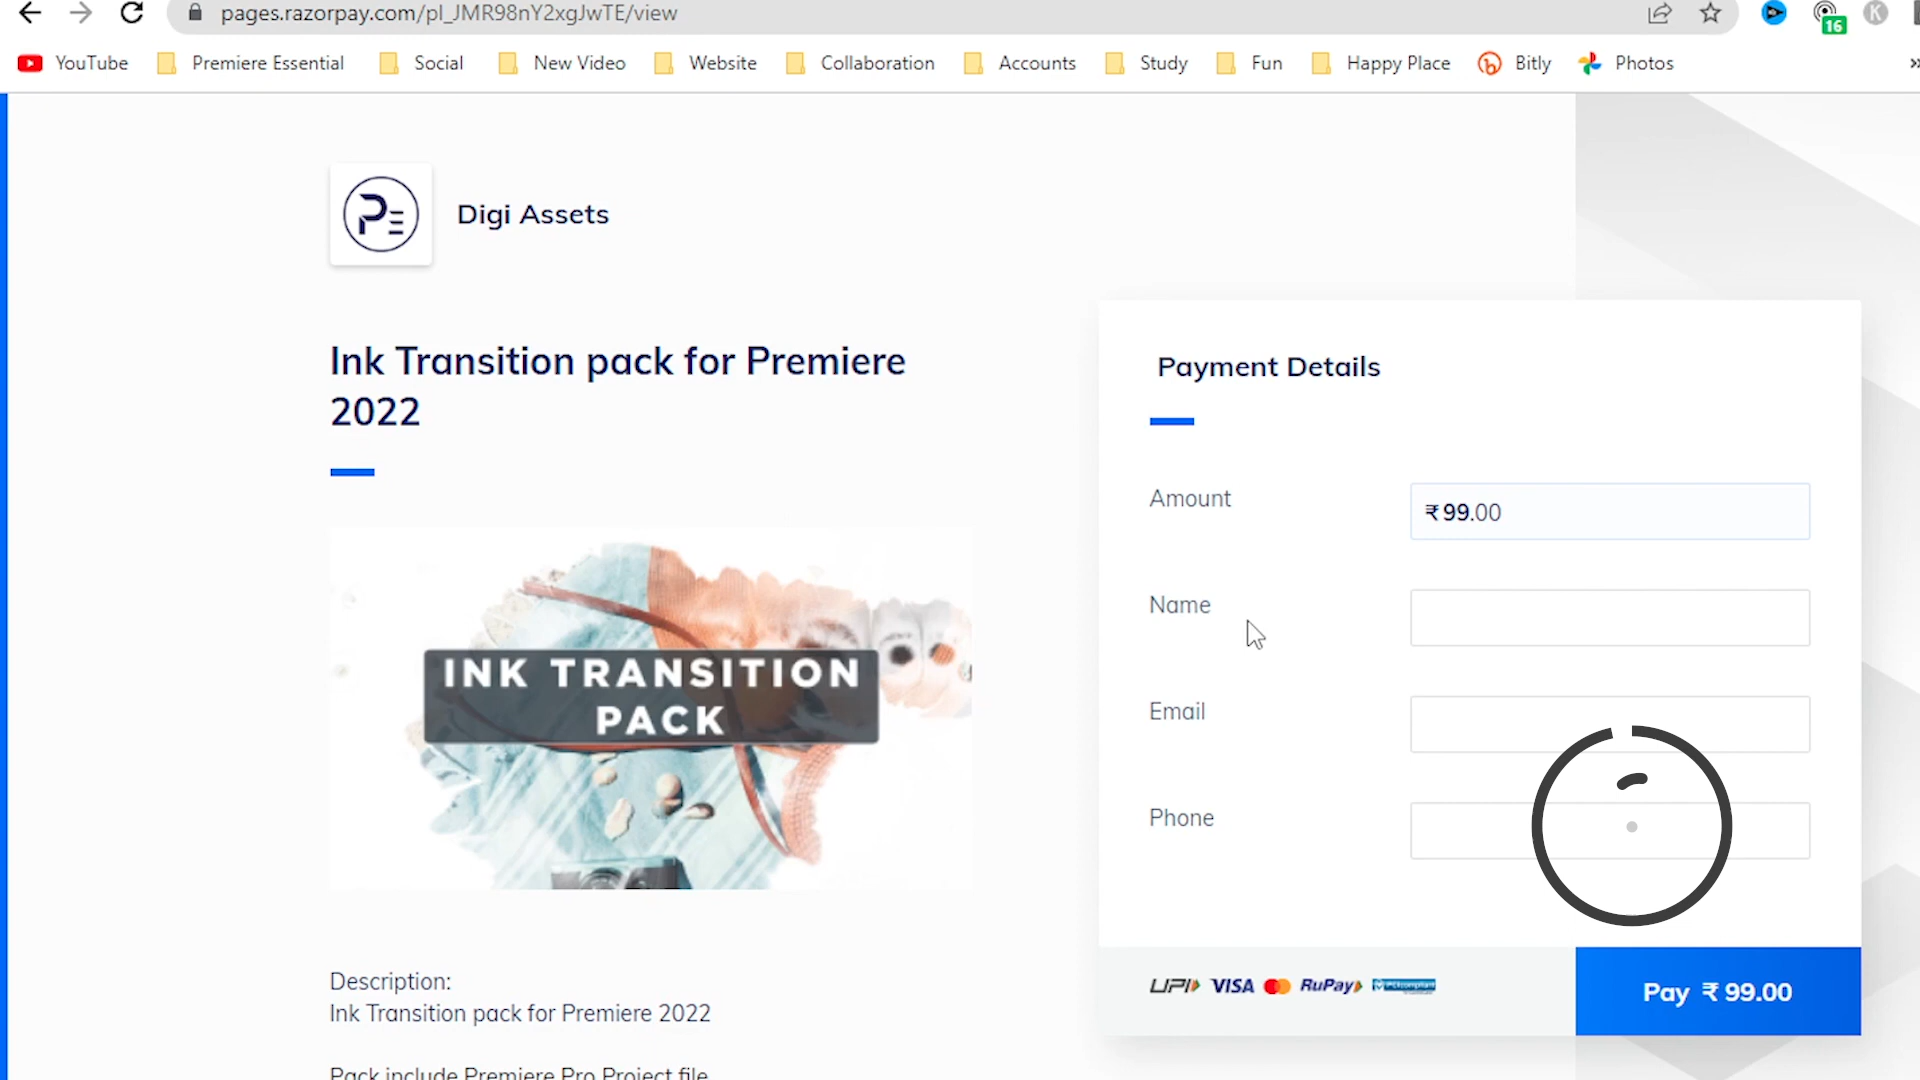 pages.razorpay.com/pl_JMR98nY2xgJwTE/view
16
K
YouTube
Premiere Essential
Social
New Video
Website
Collaboration
Accounts
Study
Fun
Happy Place
Bitly
Photos
»
PE
Digi Assets
Ink Transition pack for Premiere
2022
INK TRANSITION
PACK
Description:
Ink Transition pack for Premiere 2022
Pack include Premiere Pro Project file
Payment Details
Amount
₹ 99.00
Name
Email
Phone
UPI VISA RuPay
Pay ₹ 99.00